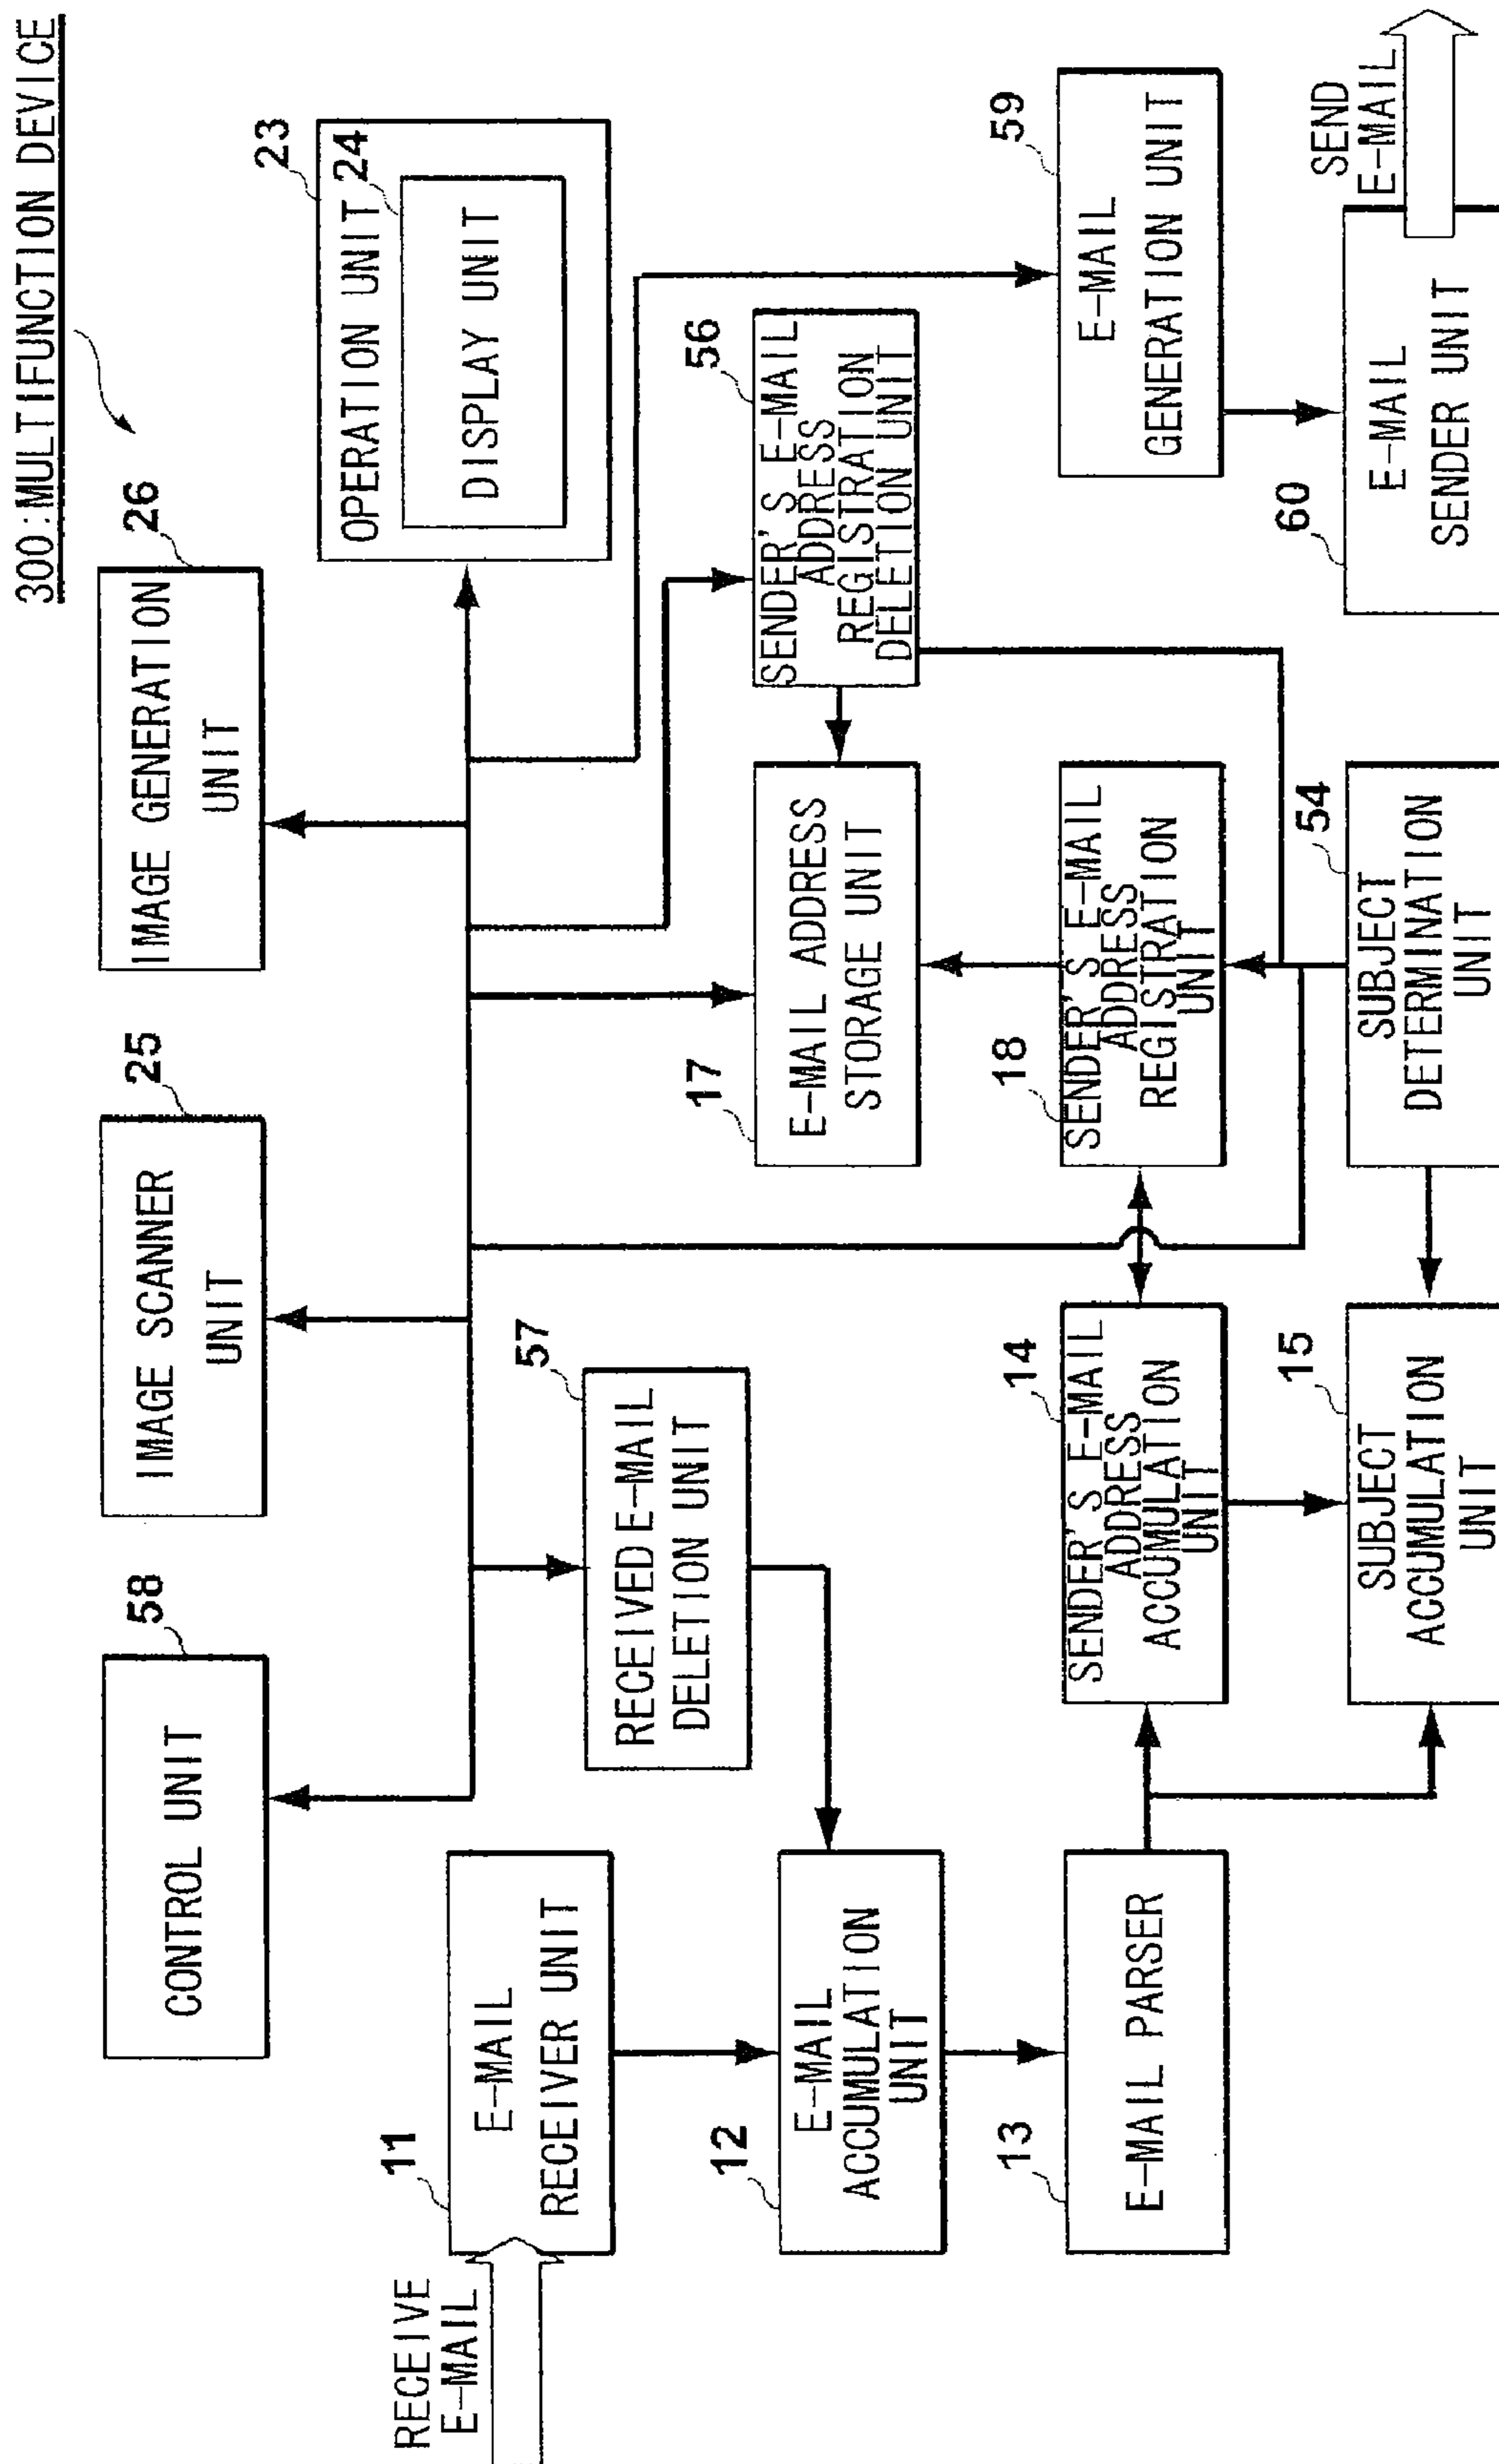 300:MULTIFUNCTION DEVICE
58
CONTROL UNIT
25
IMAGE SCANNER
UNIT
26
IMAGE GENERATION
UNIT
23
OPERATION UNIT
24
DISPLAY UNIT
RECEIVE
E-MAIL
11
E-MAIL
RECEIVER UNIT
57
RECEIVED E-MAIL
DELETION UNIT
12
E-MAIL
ACCUMULATION
UNIT
17
E-MAIL ADDRESS
STORAGE UNIT
56
SENDER'S E-MAIL
ADDRESS
REGISTRATION
DELETION UNIT
13
E-MAIL PARSER
14
SENDER'S E-MAIL
ADDRESS
ACCUMULATION
UNIT
18
SENDER'S E-MAIL
ADDRESS
REGISTRATION
UNIT
59
E-MAIL
GENERATION UNIT
15
SUBJECT
ACCUMULATION
UNIT
54
SUBJECT
DETERMINATION
UNIT
60
E-MAIL
SENDER UNIT
SEND
E-MAIL